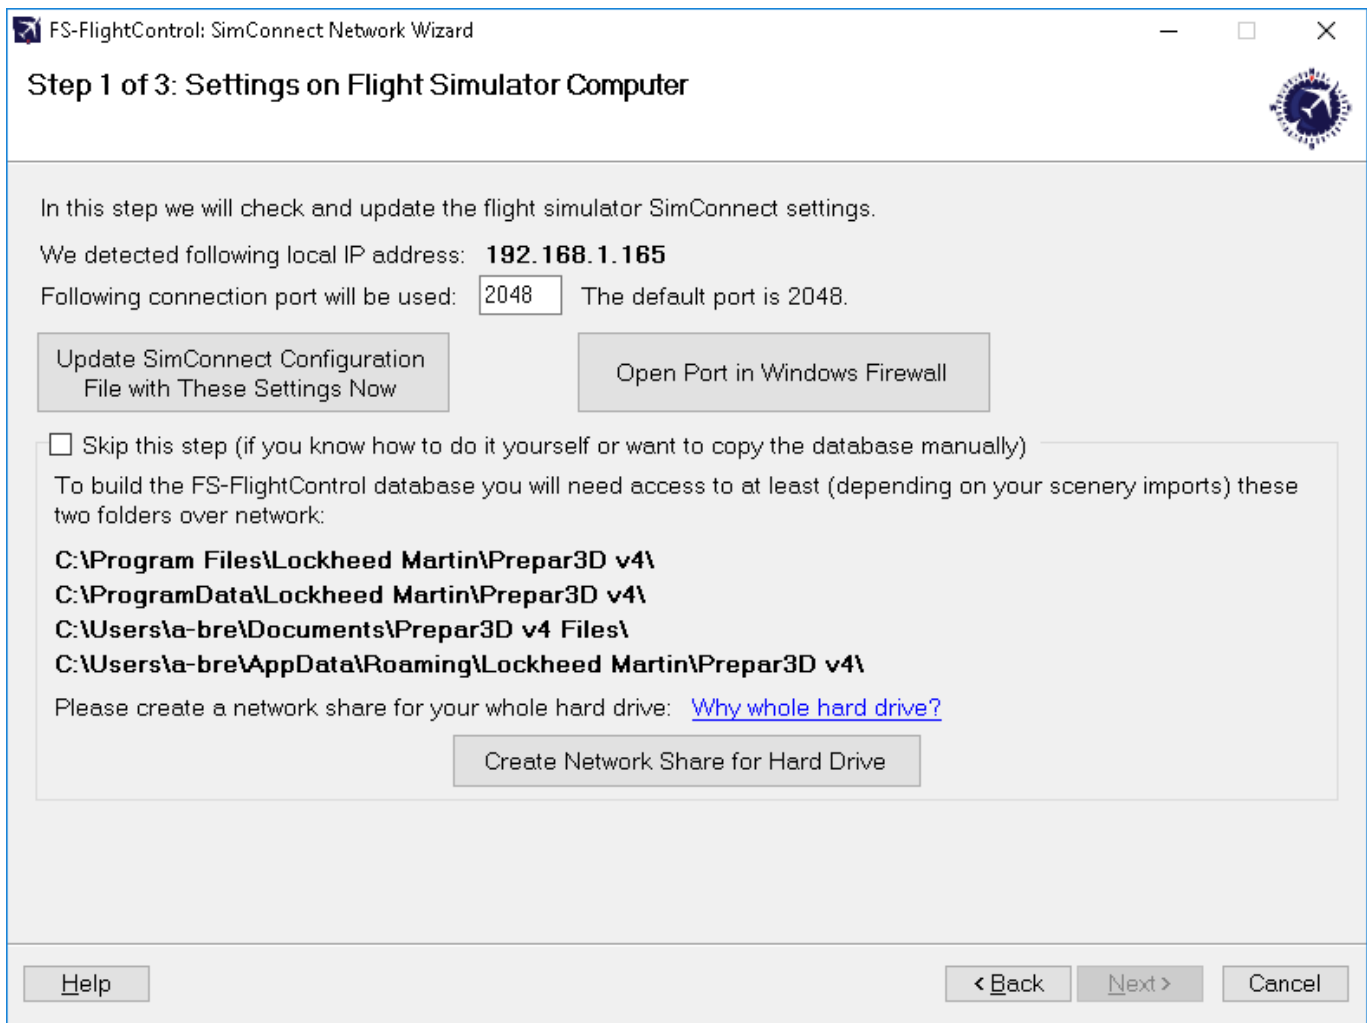 FS-FlightControl: SimConnect Network Wizard
Step 1 of 3: Settings on Flight Simulator Computer
In this step we will check and update the flight simulator SimConnect settings.
We detected following local IP address: 192.168.1.165
Following connection port will be used: 2048 The default port is 2048.
Update SimConnect Configuration
File with These Settings Now
Open Port in Windows Firewall
Skip this step (if you know how to do it yourself or want to copy the database manually)
To build the FS-FlightControl database you will need access to at least (depending on your scenery imports) these
two folders over network:
C:\Program Files\Lockheed Martin\Prepar3D v4\
C:\ProgramData\Lockheed Martin\Prepar3D v4\
C:\Users\a-bre\Documents\Prepar3D v4 Files\
C:\Users\a-bre\AppData\Roaming\Lockheed Martin\Prepar3D v4\
Please create a network share for your whole hard drive: Why whole hard drive?
Create Network Share for Hard Drive
Help
< Back
Next >
Cancel